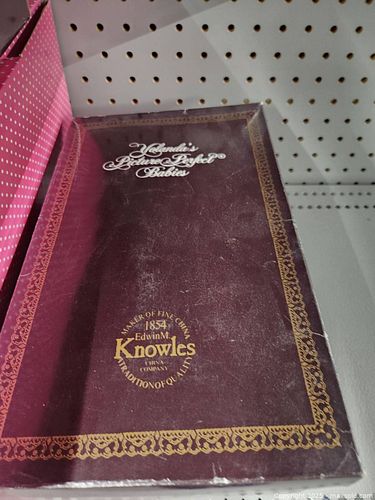 Yolanda's
Picture-Perfect®
Babies
MAKER OF FINE CHINA
1854
Edwin M.
Knowles
CHINA
COMPANY
TRADITION OF QUALITY